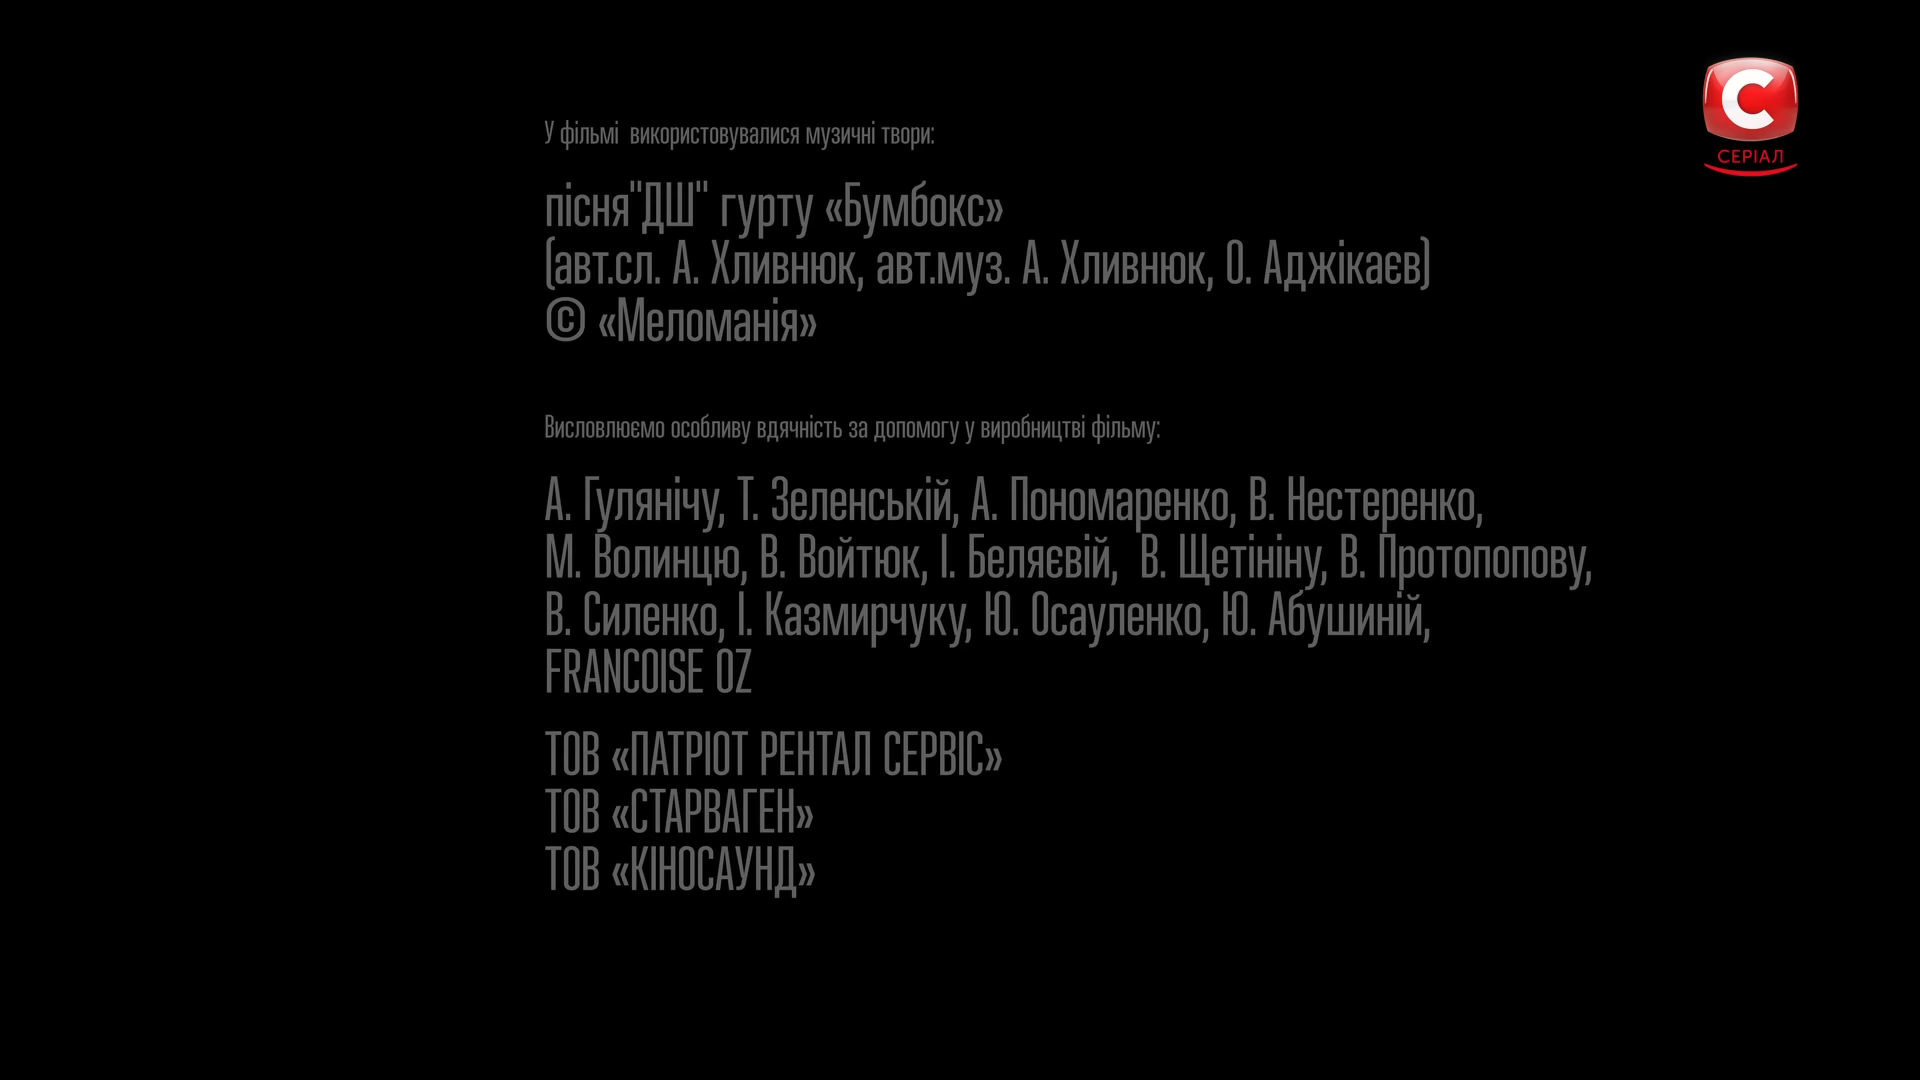 У фільмі використовувалися музичні твори:
пісня"ДШ" гурту «Бумбокс»
(авт.сл. А. Хливнюк, авт.муз. А. Хливнюк, О. Аджікаєв)
© «Меломанія»
Висловлюємо особливу вдячність за допомогу у виробництві фільму:
А. Гулянічу, Т. Зеленській, А. Пономаренко, В. Нестеренко,
М. Волинцю, В. Войтюк, І. Беляєвій, В. Щетініну, В. Протопопову,
В. Силенко, І. Казмирчуку, Ю. Осауленко, Ю. Абушиній,
FRANCOISE OZ
ТОВ «ПАТРІОТ РЕНТАЛ СЕРВІС»
ТОВ «СТАРВАГЕН»
ТОВ «КІНОСАУНД»
С
СЕРІАЛ